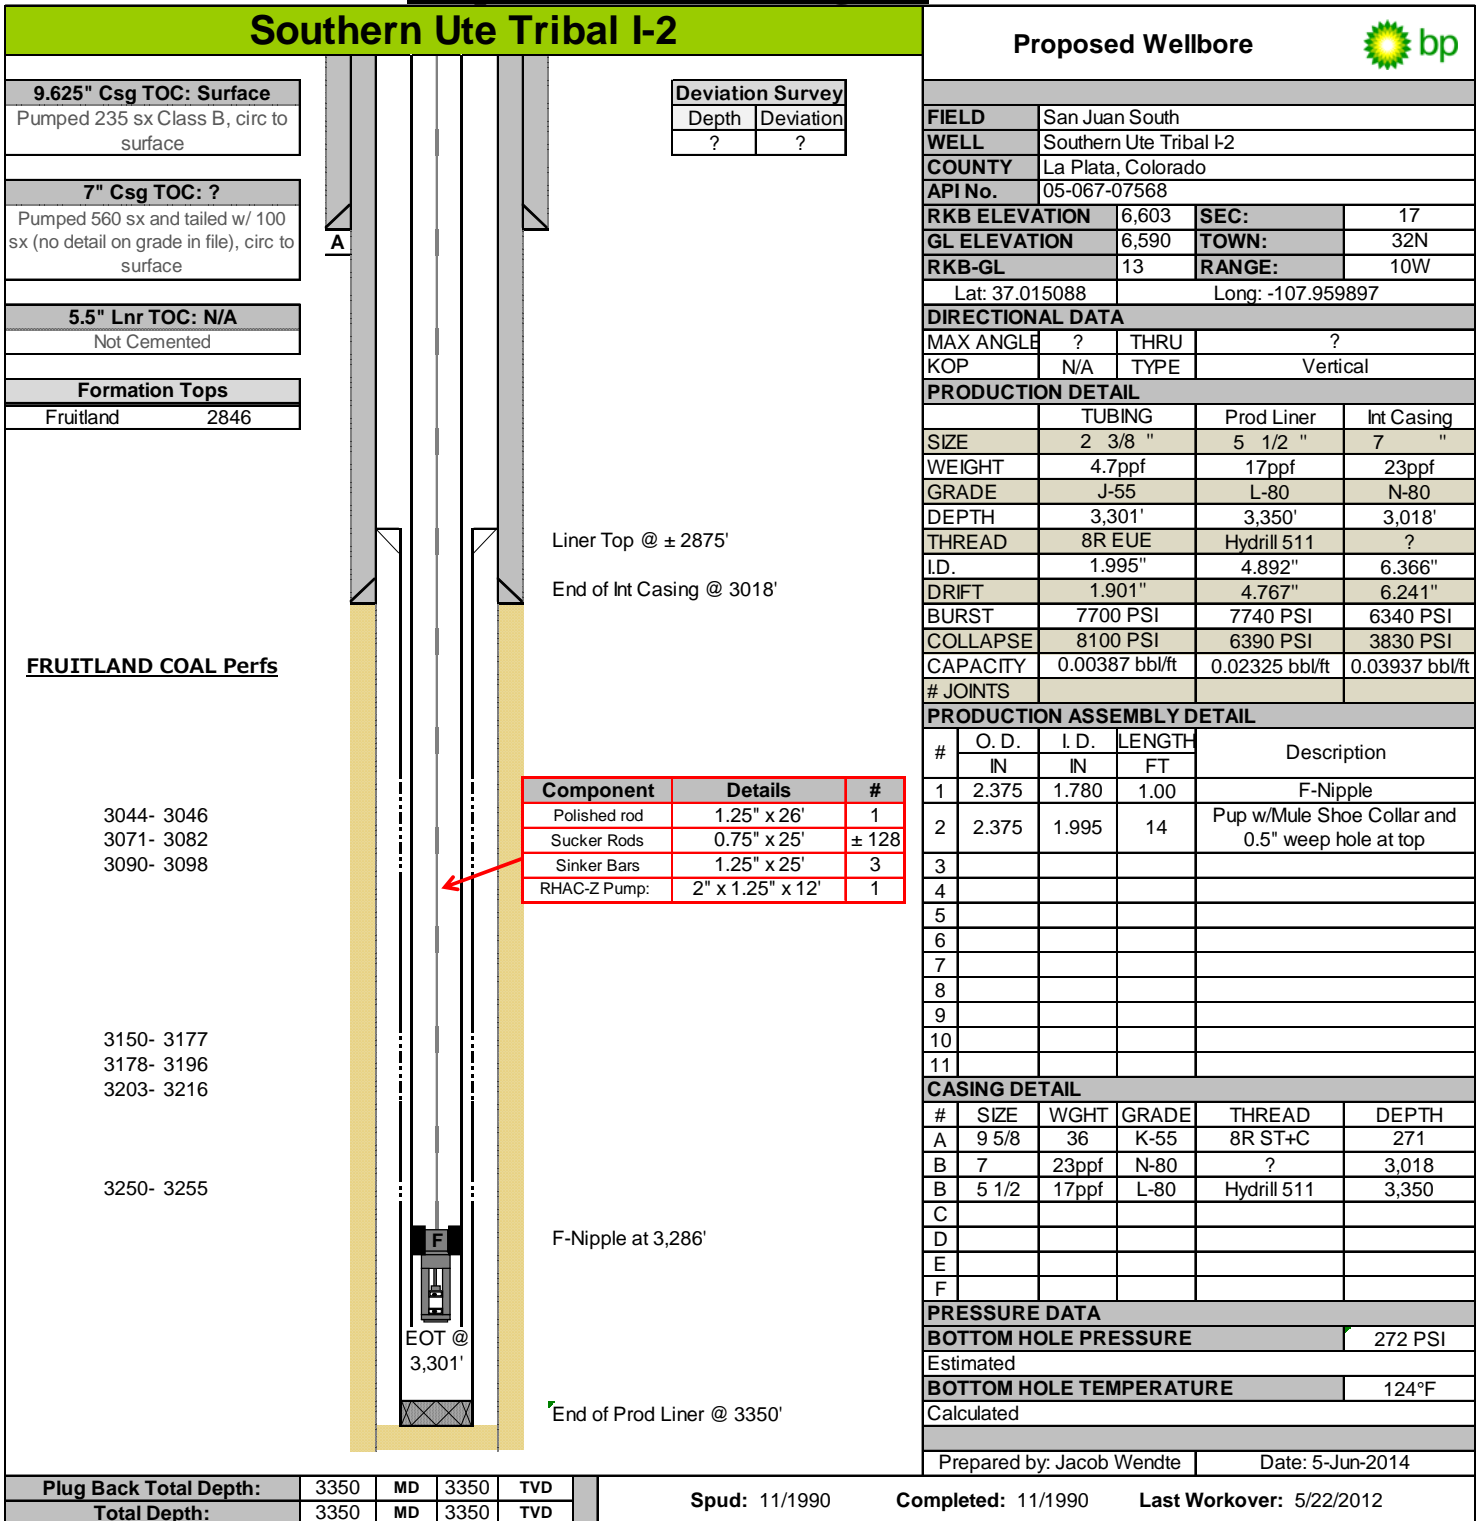 Southern Ute Tribal I-2
Proposed Wellbore
bp
9.625" Csg TOC: Surface
Pumped 235 sx Class B, circ to
surface
7" Csg TOC: ?
Pumped 560 sx and tailed w/ 100
sx (no detail on grade in file), circ to
surface
5.5" Lnr TOC: N/A
Not Cemented
Formation Tops
Fruitland 2846
A
Deviation Survey
Depth Deviation
? ?
Liner Top @ ± 2875'
End of Int Casing @ 3018'
FRUITLAND COAL Perfs
3044- 3046
3071- 3082
3090- 3098
3150- 3177
3178- 3196
3203- 3216
3250- 3255
Component Details #
Polished rod 1.25" x 26' 1
Sucker Rods 0.75" x 25' ± 128
Sinker Bars 1.25" x 25' 3
RHAC-Z Pump: 2" x 1.25" x 12' 1
F
F-Nipple at 3,286'
EOT @
3,301'
End of Prod Liner @ 3350'
FIELD San Juan South
WELL Southern Ute Tribal I-2
COUNTY La Plata, Colorado
API No. 05-067-07568
RKB ELEVATION 6,603 SEC: 17
GL ELEVATION 6,590 TOWN: 32N
RKB-GL 13 RANGE: 10W
Lat: 37.015088 Long: -107.959897
DIRECTIONAL DATA
MAX ANGLE ? THRU ?
KOP N/A TYPE Vertical
PRODUCTION DETAIL
TUBING Prod Liner Int Casing
SIZE 2 3/8 " 5 1/2 " 7 "
WEIGHT 4.7ppf 17ppf 23ppf
GRADE J-55 L-80 N-80
DEPTH 3,301' 3,350' 3,018'
THREAD 8R EUE Hydrill 511 ?
I.D. 1.995" 4.892" 6.366"
DRIFT 1.901" 4.767" 6.241"
BURST 7700 PSI 7740 PSI 6340 PSI
COLLAPSE 8100 PSI 6390 PSI 3830 PSI
CAPACITY 0.00387 bbl/ft 0.02325 bbl/ft 0.03937 bbl/ft
# JOINTS
PRODUCTION ASSEMBLY DETAIL
# O. D. I. D. LENGTH Description
IN IN FT
1 2.375 1.780 1.00 F-Nipple
2 2.375 1.995 14 Pup w/Mule Shoe Collar and
0.5" weep hole at top
3
4
5
6
7
8
9
10
11
CASING DETAIL
# SIZE WGHT GRADE THREAD DEPTH
A 9 5/8 36 K-55 8R ST+C 271
B 7 23ppf N-80 ? 3,018
B 5 1/2 17ppf L-80 Hydrill 511 3,350
C
D
E
F
PRESSURE DATA
BOTTOM HOLE PRESSURE 272 PSI
Estimated
BOTTOM HOLE TEMPERATURE 124°F
Calculated
Prepared by: Jacob Wendte Date: 5-Jun-2014
Plug Back Total Depth: 3350 MD 3350 TVD
Total Depth: 3350 MD 3350 TVD
Spud: 11/1990 Completed: 11/1990 Last Workover: 5/22/2012